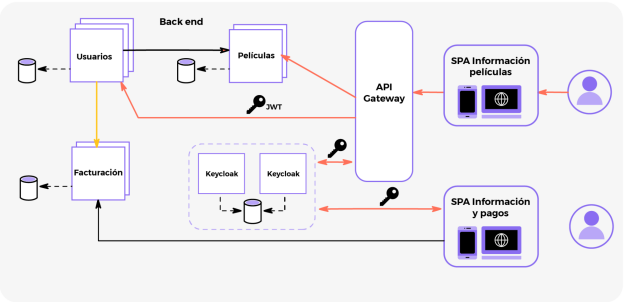 Back end
Usuarios
Películas
API
Gateway
SPA Información
películas
JWT
Facturación
Keycloak
Keycloak
SPA Información
y pagos